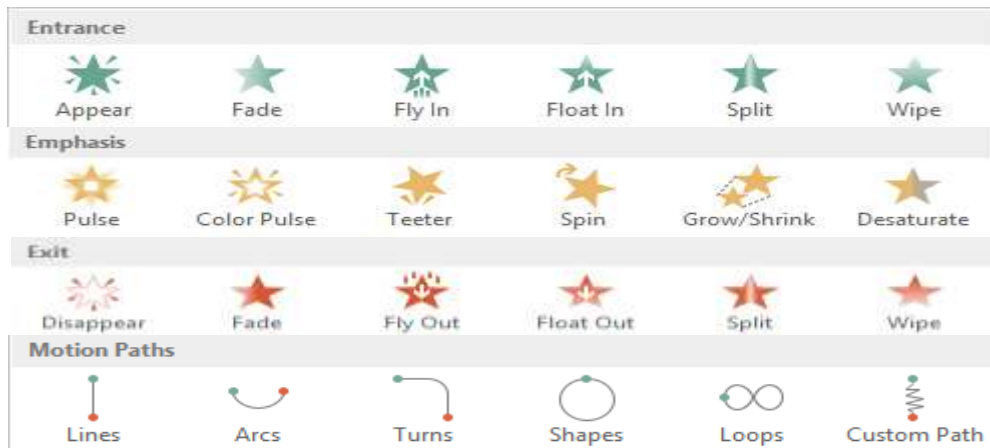 Entrance
Appear Fade Fly In Float In Split Wipe
Emphasis
Pulse Color Pulse Teeter Spin Grow/Shrink Desaturate
Exit
Disappear Fade Fly Out Float Out Split Wipe
Motion Paths
Lines Arcs Turns Shapes Loops Custom Path